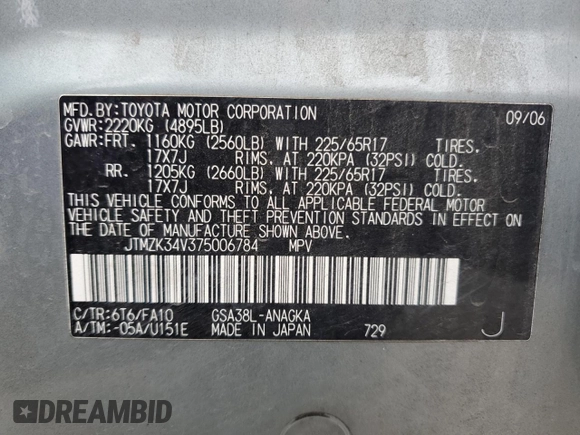 MFD.BY:TOYOTA MOTOR CORPORATION 09/06
GVWR:2220KG (4895LB)
GAWR:FRT. 1160KG (2560LB) WITH 225/65R17 TIRES.
17X7J RIMS, AT 220KPA (32PSI) COLD.
RR. 1205KG (2660LB) WITH 225/65R17 TIRES.
17X7J RIMS, AT 220KPA (32PSI) COLD.
THIS VEHICLE CONFORMS TO ALL APPLICABLE FEDERAL MOTOR
VEHICLE SAFETY AND THEFT PREVENTION STANDARDS IN EFFECT ON
THE DATE OF MANUFACTURE SHOWN ABOVE.
JTMZK34V375006784 MPV
C/TR:6T6/FA10 GSA38L-ANAGKA
A/TM:-05A/U151E MADE IN JAPAN 729 J
DREAMBID